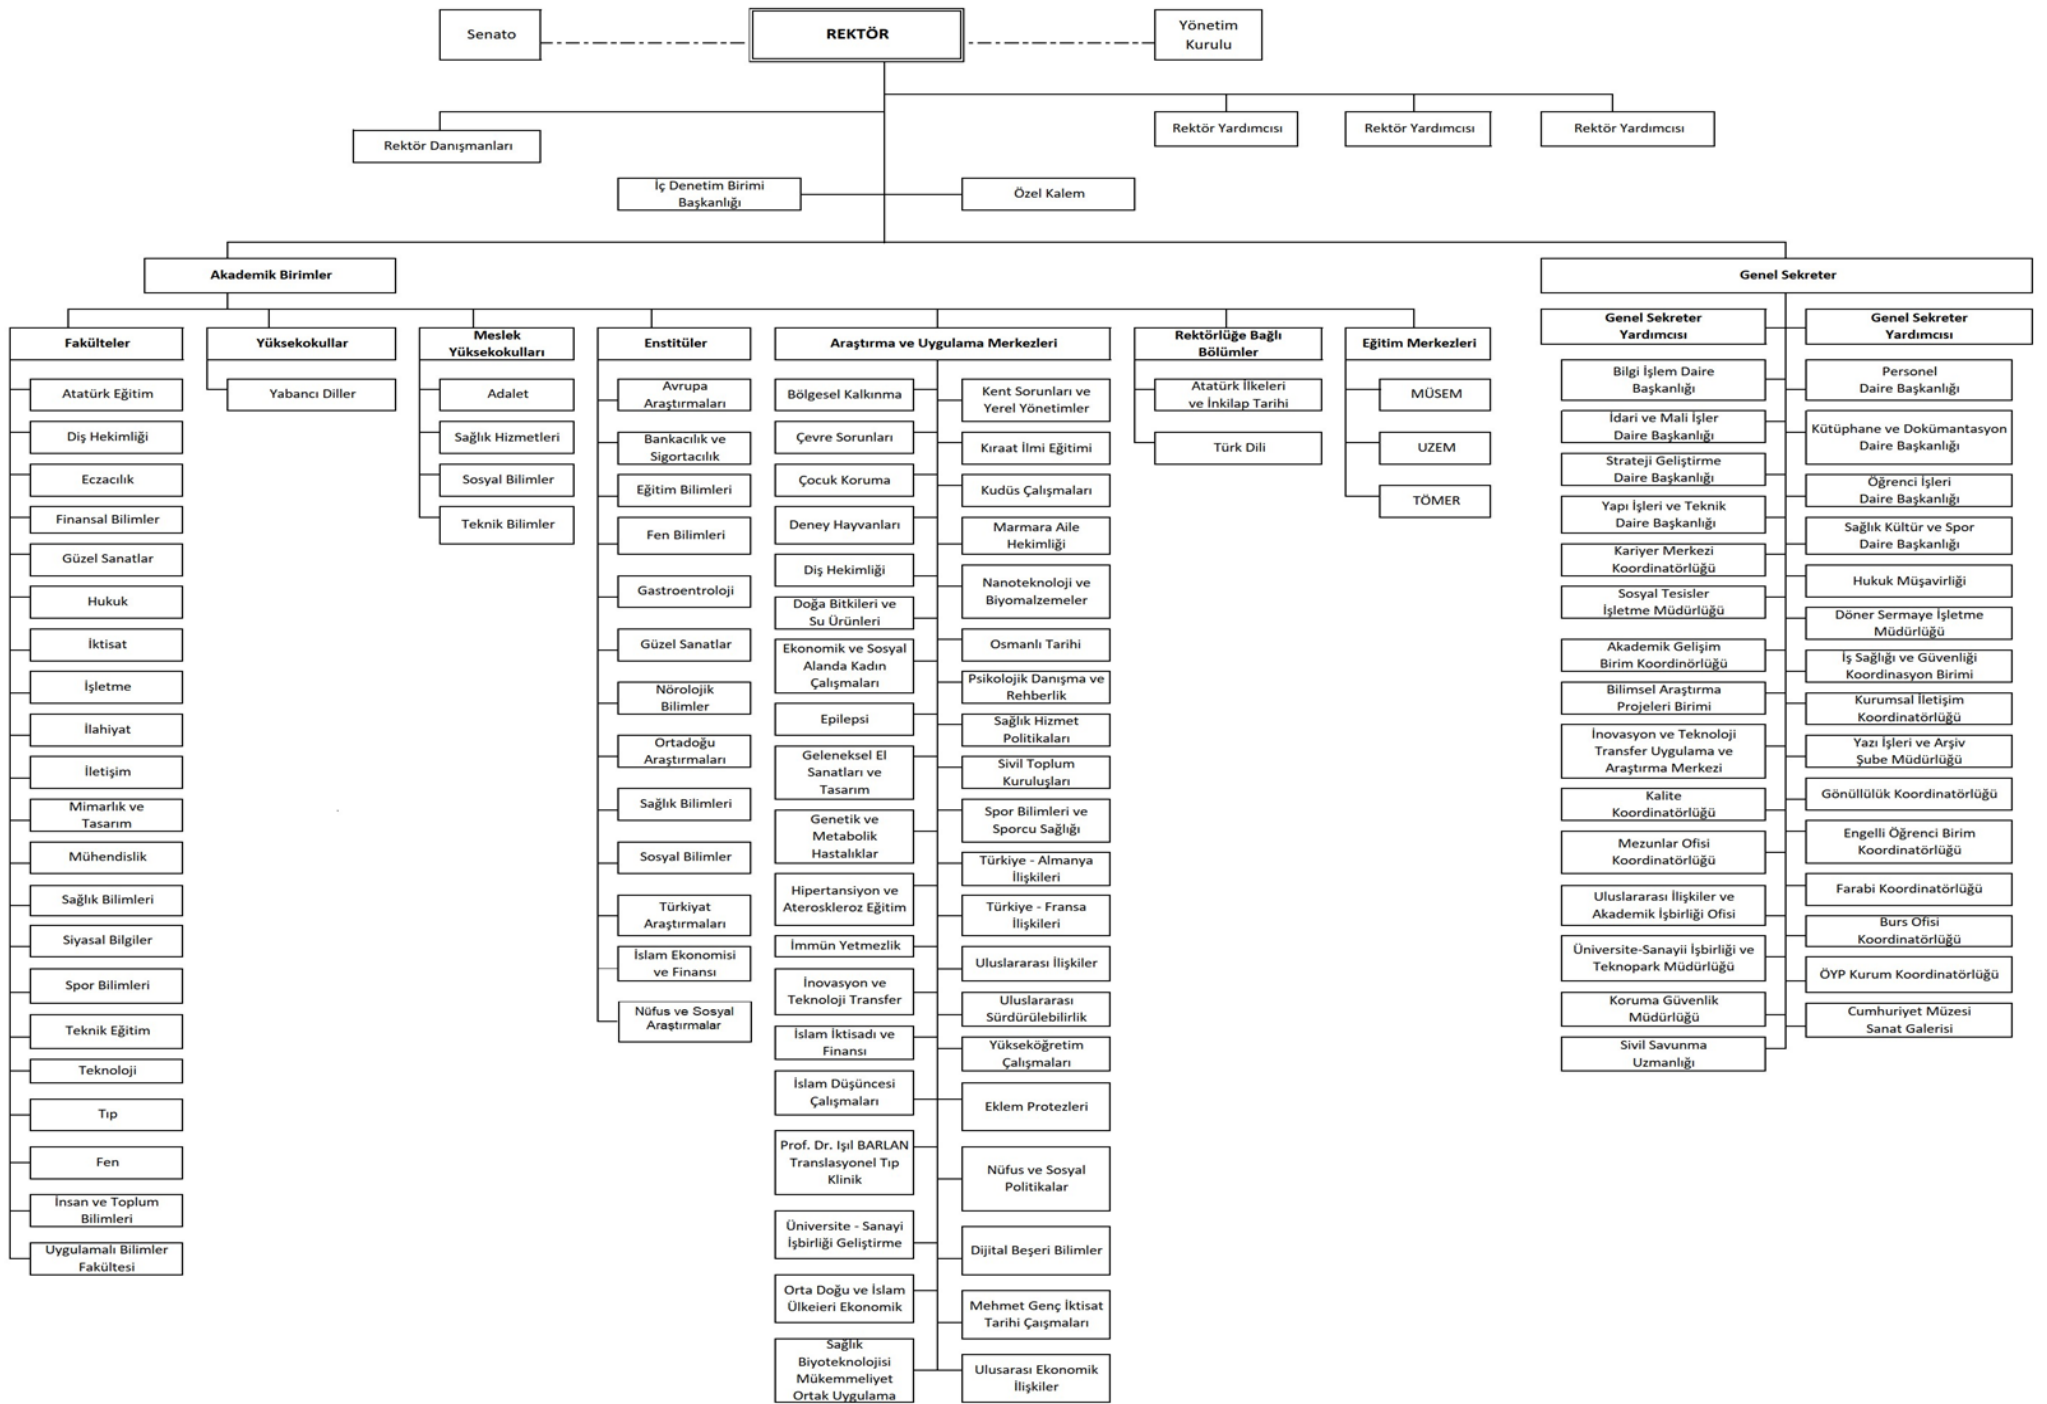 Senato
REKTÖR
Yönetim
Kurulu
Rektör Danışmanları
Rektör Yardımcısı
Rektör Yardımcısı
Rektör Yardımcısı
İç Denetim Birimi
Başkanlığı
Özel Kalem
Akademik Birimler
Genel Sekreter
Fakülteler
Atatürk Eğitim
Diş Hekimliği
Eczacılık
Finansal Bilimler
Güzel Sanatlar
Hukuk
İktisat
İşletme
İlahiyat
İletişim
Mimarlık ve
Tasarım
Mühendislik
Sağlık Bilimleri
Siyasal Bilgiler
Spor Bilimleri
Teknik Eğitim
Teknoloji
Tıp
Fen
İnsan ve Toplum
Bilimleri
Uygulamalı Bilimler
Fakültesi
Yüksekokullar
Yabancı Diller
Meslek
Yüksekokulları
Adalet
Sağlık Hizmetleri
Sosyal Bilimler
Teknik Bilimler
Enstitüler
Avrupa
Araştırmaları
Bankacılık ve
Sigortacılık
Eğitim Bilimleri
Fen Bilimleri
Gastroentroloji
Güzel Sanatlar
Nörolojik
Bilimler
Ortadoğu
Araştırmaları
Sağlık Bilimleri
Sosyal Bilimler
Türkiyat
Araştırmaları
İslam Ekonomisi
ve Finansı
Nüfus ve Sosyal
Araştırmalar
Araştırma ve Uygulama Merkezleri
Bölgesel Kalkınma
Çevre Sorunları
Çocuk Koruma
Deney Hayvanları
Diş Hekimliği
Doğa Bitkileri ve
Su Ürünleri
Ekonomik ve Sosyal
Alanda Kadın
Çalışmaları
Epilepsi
Geleneksel El
Sanatları ve
Tasarım
Genetik ve
Metabolik
Hastalıklar
Hipertansiyon ve
Ateroskleroz Eğitim
İmmün Yetmezlik
İnovasyon ve
Teknoloji Transfer
İslam İktisadı ve
Finansı
İslam Düşüncesi
Çalışmaları
Prof. Dr. Işıl BARLAN
Translasyonel Tıp
Klinik
Üniversite - Sanayi
İşbirliği Geliştirme
Orta Doğu ve İslam
Ülkeieri Ekonomik
Sağlık
Biyoteknolojisi
Mükemmeliyet
Ortak Uygulama
Kent Sorunları ve
Yerel Yönetimler
Kıraat İlmi Eğitimi
Kudüs Çalışmaları
Marmara Aile
Hekimliği
Nanoteknoloji ve
Biyomalzemeler
Osmanlı Tarihi
Psikolojik Danışma ve
Rehberlik
Sağlık Hizmet
Politikaları
Sivil Toplum
Kuruluşları
Spor Bilimleri ve
Sporcu Sağlığı
Türkiye - Almanya
İlişkileri
Türkiye - Fransa
İlişkileri
Uluslararası İlişkiler
Uluslararası
Sürdürülebilirlik
Yükseköğretim
Çalışmaları
Eklem Protezleri
Nüfus ve Sosyal
Politikalar
Dijital Beşeri Bilimler
Mehmet Genç İktisat
Tarihi Çaışmaları
Ulusarası Ekonomik
İlişkiler
Rektörlüğe Bağlı
Bölümler
Atatürk İlkeleri
ve İnkilap Tarihi
Türk Dili
Eğitim Merkezleri
MÜSEM
UZEM
TÖMER
Genel Sekreter
Yardımcısı
Bilgi İşlem Daire
Başkanlığı
İdari ve Mali İşler
Daire Başkanlığı
Strateji Geliştirme
Daire Başkanlığı
Yapı İşleri ve Teknik
Daire Başkanlığı
Kariyer Merkezi
Koordinatörlüğü
Sosyal Tesisler
İşletme Müdürlüğü
Akademik Gelişim
Birim Koordinörlüğü
Bilimsel Araştırma
Projeleri Birimi
İnovasyon ve Teknoloji
Transfer Uygulama ve
Araştırma Merkezi
Kalite
Koordinatörlüğü
Mezunlar Ofisi
Koordinatörlüğü
Uluslararası İlişkiler ve
Akademik İşbirliği Ofisi
Üniversite-Sanayii İşbirliği ve
Teknopark Müdürlüğü
Koruma Güvenlik
Müdürlüğü
Sivil Savunma
Uzmanlığı
Genel Sekreter
Yardımcısı
Personel
Daire Başkanlığı
Kütüphane ve Dokümantasyon
Daire Başkanlığı
Öğrenci İşleri
Daire Başkanlığı
Sağlık Kültür ve Spor
Daire Başkanlığı
Hukuk Müşavirliği
Döner Sermaye İşletme
Müdürlüğü
İş Sağlığı ve Güvenliği
Koordinasyon Birimi
Kurumsal İletişim
Koordinatörlüğü
Yazı İşleri ve Arşiv
Şube Müdürlüğü
Gönüllülük Koordinatörlüğü
Engelli Öğrenci Birim
Koordinatörlüğü
Farabi Koordinatörlüğü
Burs Ofisi
Koordinatörlüğü
ÖYP Kurum Koordinatörlüğü
Cumhuriyet Müzesi
Sanat Galerisi